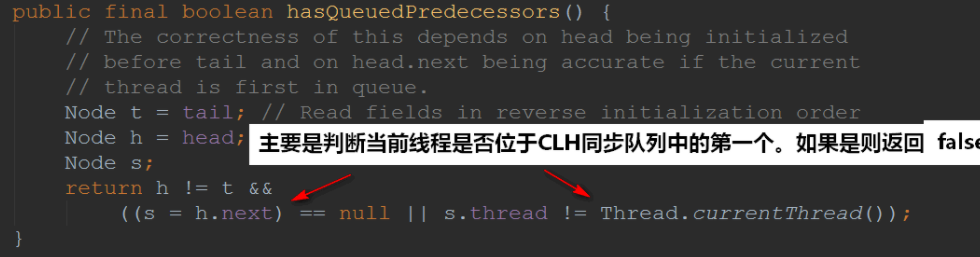 public final boolean hasQueuedPredecessors() {
// The correctness of this depends on head being initialized
// before tail and on head.next being accurate if the current
// thread is first in queue.
Node t = tail; // Read fields in reverse initialization order
Node h = head;
主要是判断当前线程是否位于CLH同步队列中的第一个。如果是则返回 false
Node s;
return h != t &&
((s = h.next) == null || s.thread != Thread.currentThread());
}